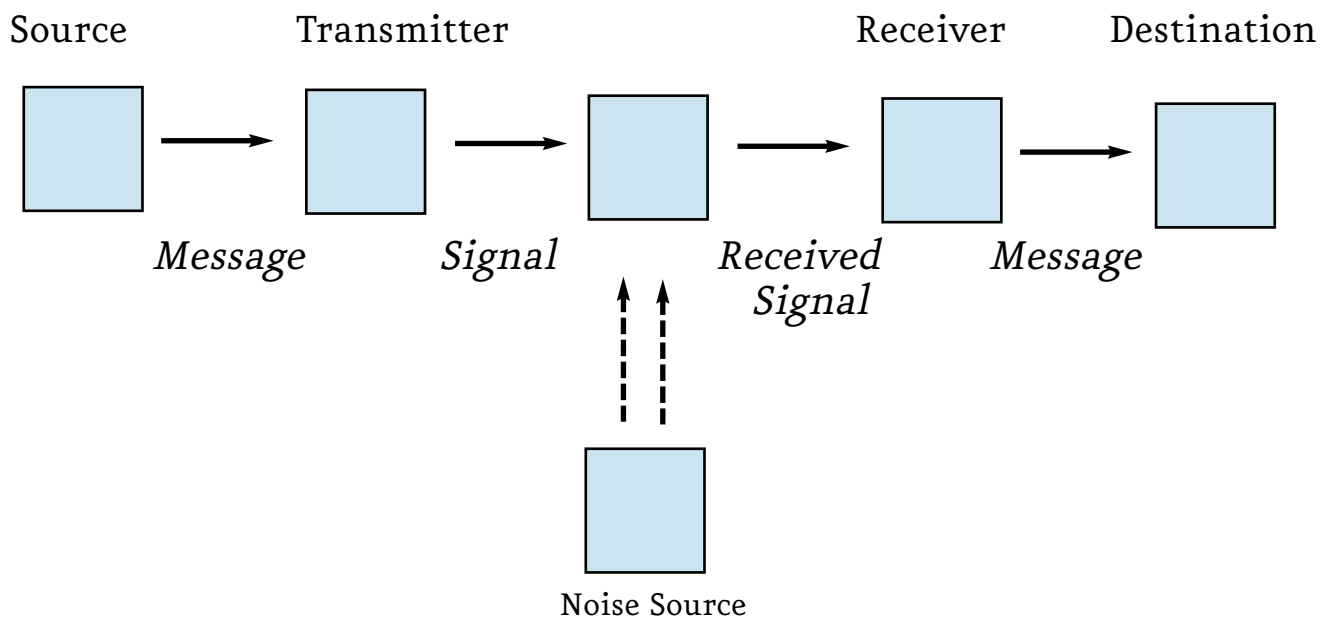 Source
Transmitter
Receiver
Destination
Message
Signal
Received
Signal
Message
Noise Source